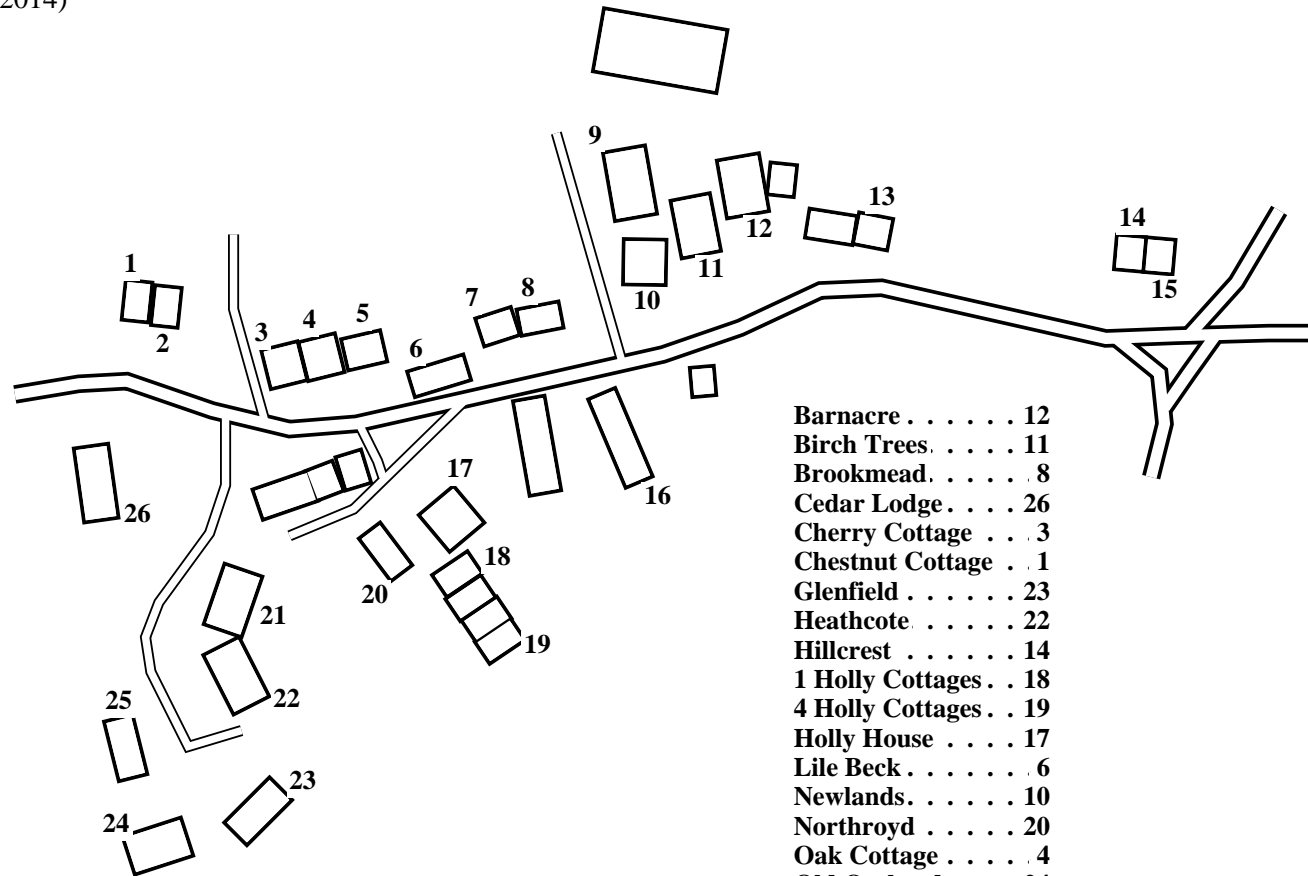 2014)
9
13
12
14
1
11
15
8
10
7
5
2
4
3
6
Barnacre . . . . . . 12
Birch Trees. . . . . 11
Brookmead. . . . . 8
17
Cedar Lodge. . . . 26
16
26
Cherry Cottage . . . 3
18
Chestnut Cottage . . 1
20
Glenfield . . . . . . 23
21
Heathcote. . . . . . 22
19
Hillcrest . . . . . . 14
1 Holly Cottages. . 18
22
25
4 Holly Cottages. . 19
Holly House . . . . 17
Lile Beck . . . . . . . 6
23
Newlands. . . . . . 10
24
Northroyd . . . . . 20
Oak Cottage . . . . . 4